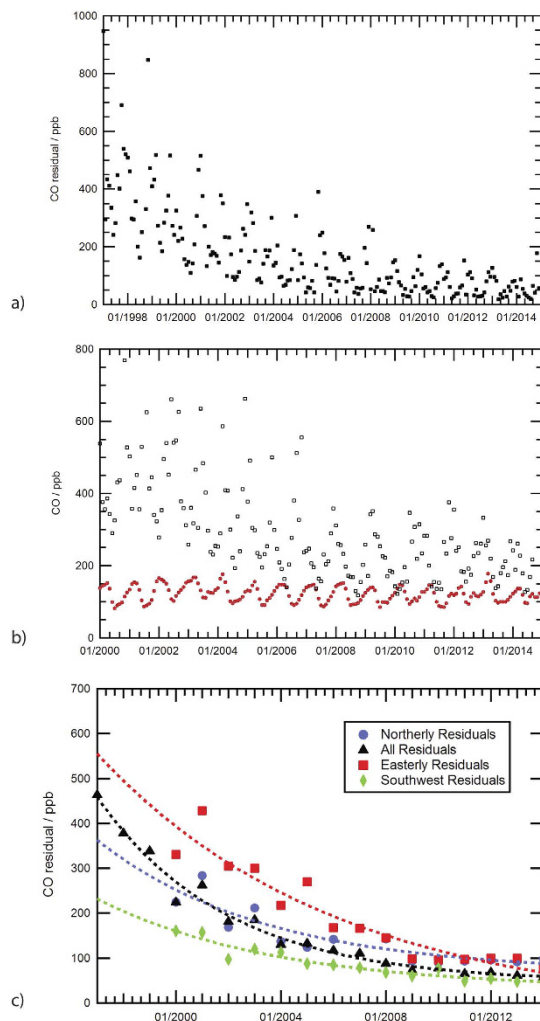 1000
800
600
400
200
0
CO residual / ppb
01/1998 01/2000 01/2002 01/2004 01/2006 01/2008 01/2010 01/2012 01/2014
a)
800
600
400
200
0
CO / ppb
01/2000 01/2002 01/2004 01/2006 01/2008 01/2010 01/2012 01/2014
b)
700
600
500
400
300
200
100
0
CO residual / ppb
Northerly Residuals
All Residuals
Easterly Residuals
Southwest Residuals
01/2000 01/2004 01/2008 01/2012
c)